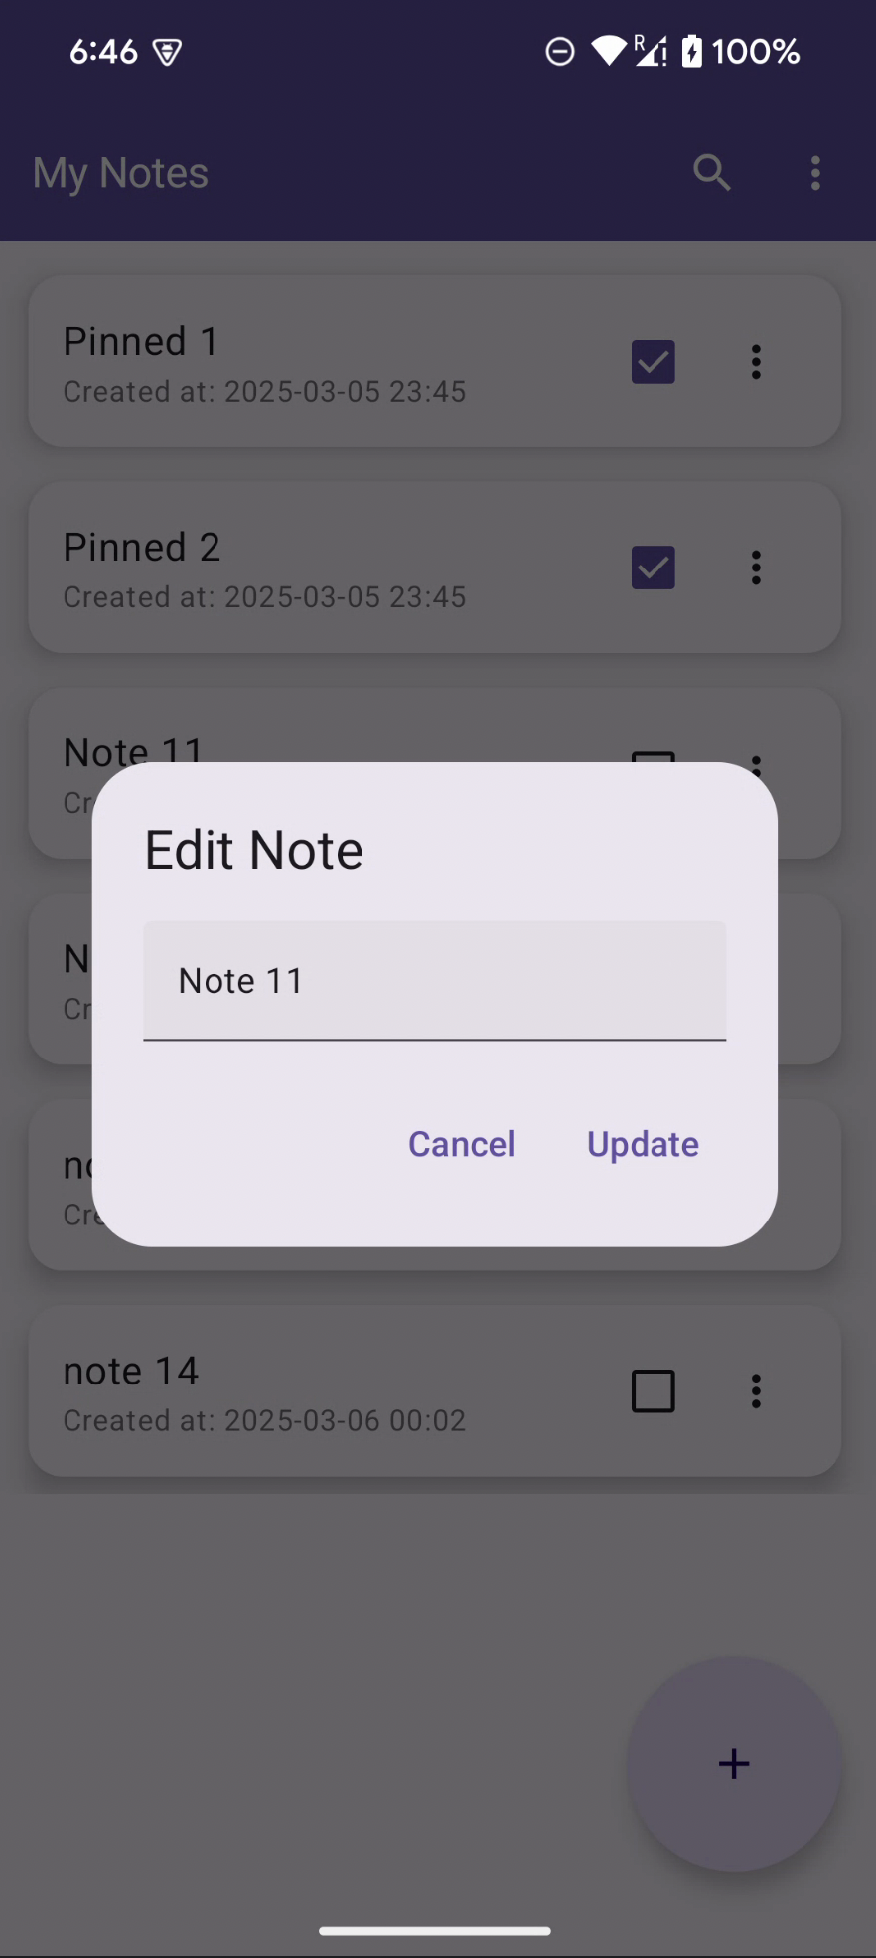 6:46
R
100%
My Notes
Pinned 1
Created at: 2025-03-05 23:45
Pinned 2
Created at: 2025-03-05 23:45
Note 11
Cr
Edit Note
Note 11
N
Cr
Cancel
Update
no
Cre
note 14
Created at: 2025-03-06 00:02